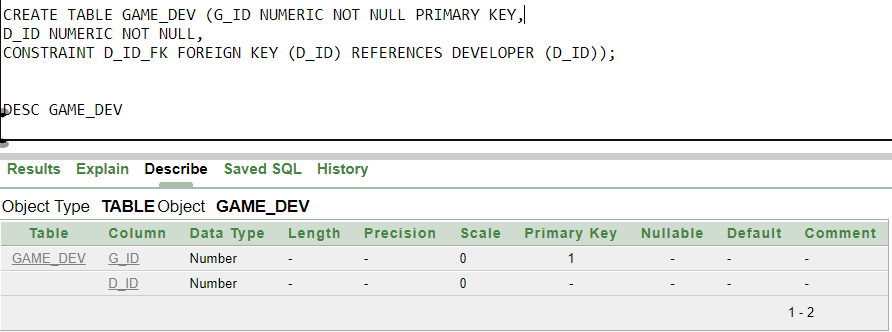 CREATE TABLE GAME_DEV (G_ID NUMERIC NOT NULL PRIMARY KEY,
D_ID NUMERIC NOT NULL,
CONSTRAINT D_ID_FK FOREIGN KEY (D_ID) REFERENCES DEVELOPER (D_ID));
DESC GAME_DEV
Results Explain Describe Saved SQL History
Object Type TABLE Object GAME_DEV
Table Column Data Type Length Precision Scale Primary Key Nullable Default Comment
GAME_DEV G_ID Number - - 0 1 - - -
D_ID Number - - 0 - - - -
1 - 2